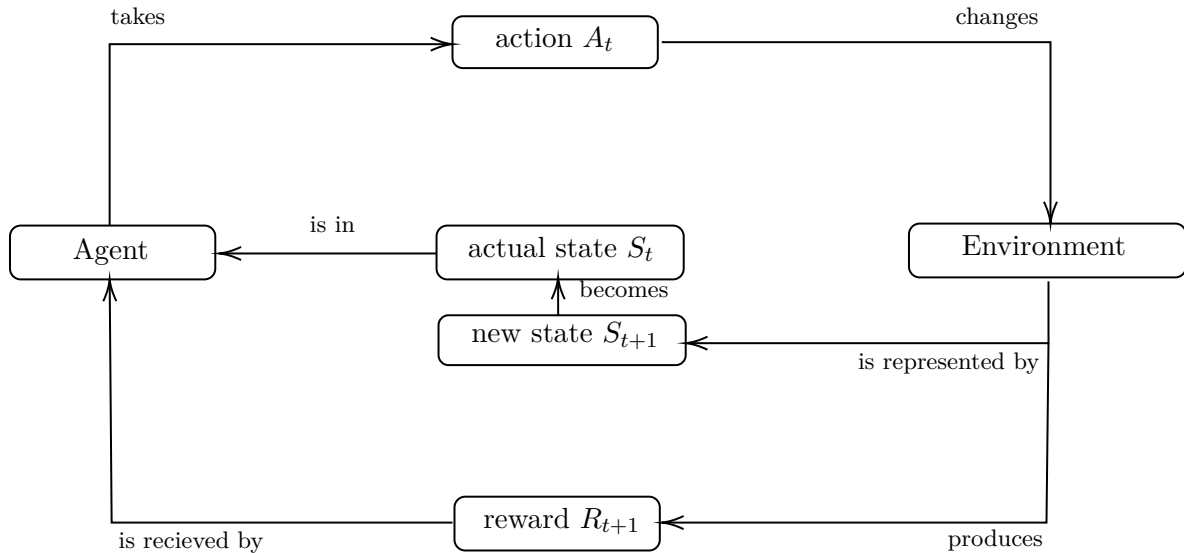 takes
action A_t
changes
Agent
is in
actual state S_t
Environment
becomes
new state S_{t+1}
is represented by
reward R_{t+1}
is recieved by
produces